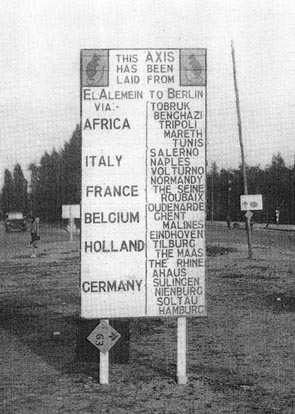 THIS AXIS
HAS BEEN
LAID FROM
EL ALEMEIN TO BERLIN
VIA:-
TOBRUK
BENGHAZI
AFRICA TRIPOLI
MARETH
TUNIS
SALERNO
ITALY NAPLES
VOLTURNO
NORMANDY
FRANCE THE SEINE
ROUBAIX
OUDENARDE
BELGIUM GHENT
MALINES
EINDHOVEN
HOLLAND TILBURG
THE MAAS
THE RHINE
AHAUS
GERMANY SULINGEN
NIENBURG
SOLTAU
HAMBURG
63